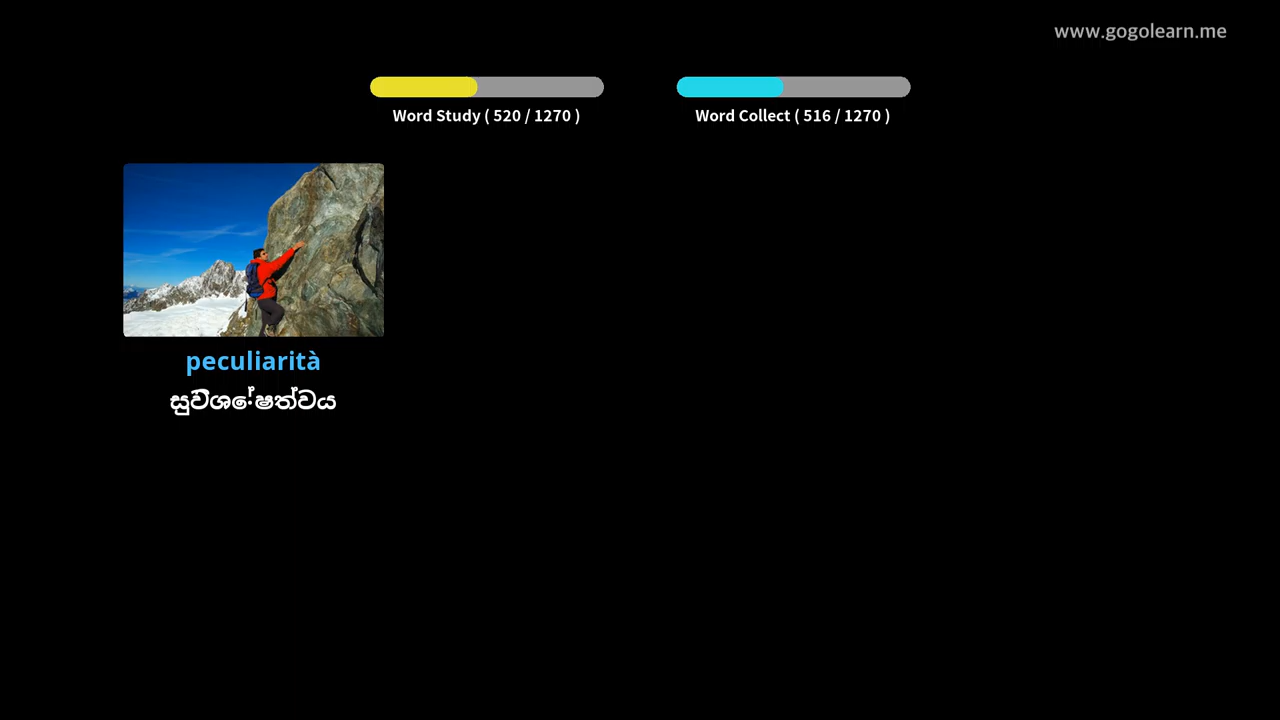 www.gogolearn.me
Word Study ( 520 / 1270 )
Word Collect ( 516 / 1270 )
peculiarità
සුවිශේෂත්වය